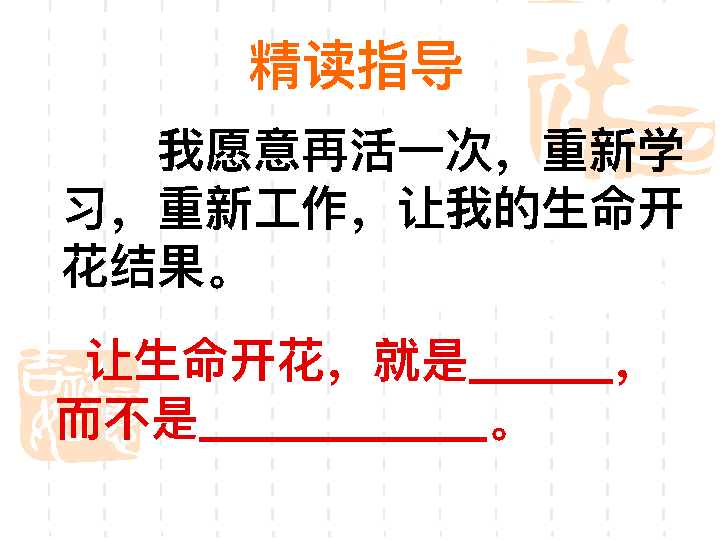 精读指导
我愿意再活一次，重新学
习，重新工作，让我的生命开
花结果。
让生命开花，就是______，
而不是____________。